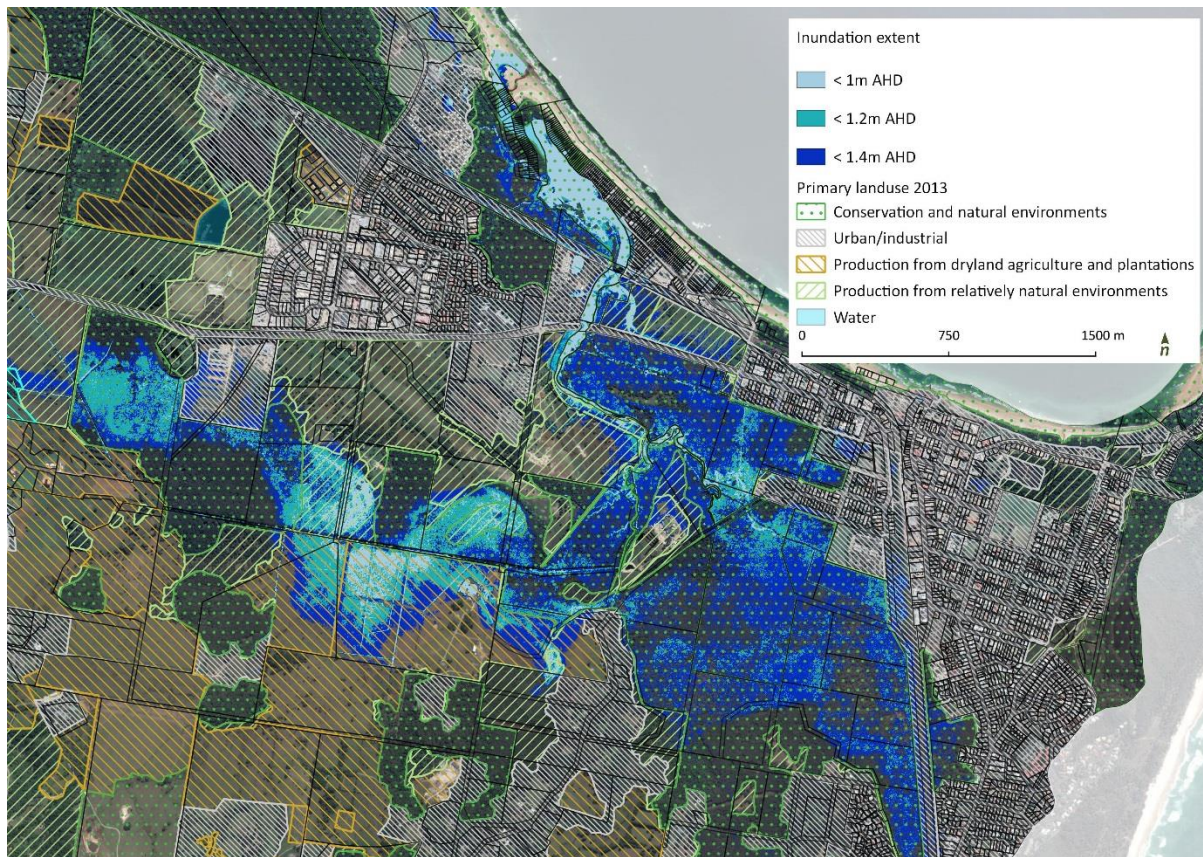 Inundation extent
< 1m AHD
< 1.2m AHD
< 1.4m AHD
Primary landuse 2013
Conservation and natural environments
Urban/industrial
Production from dryland agriculture and plantations
Production from relatively natural environments
Water
0 750 1500 m
n